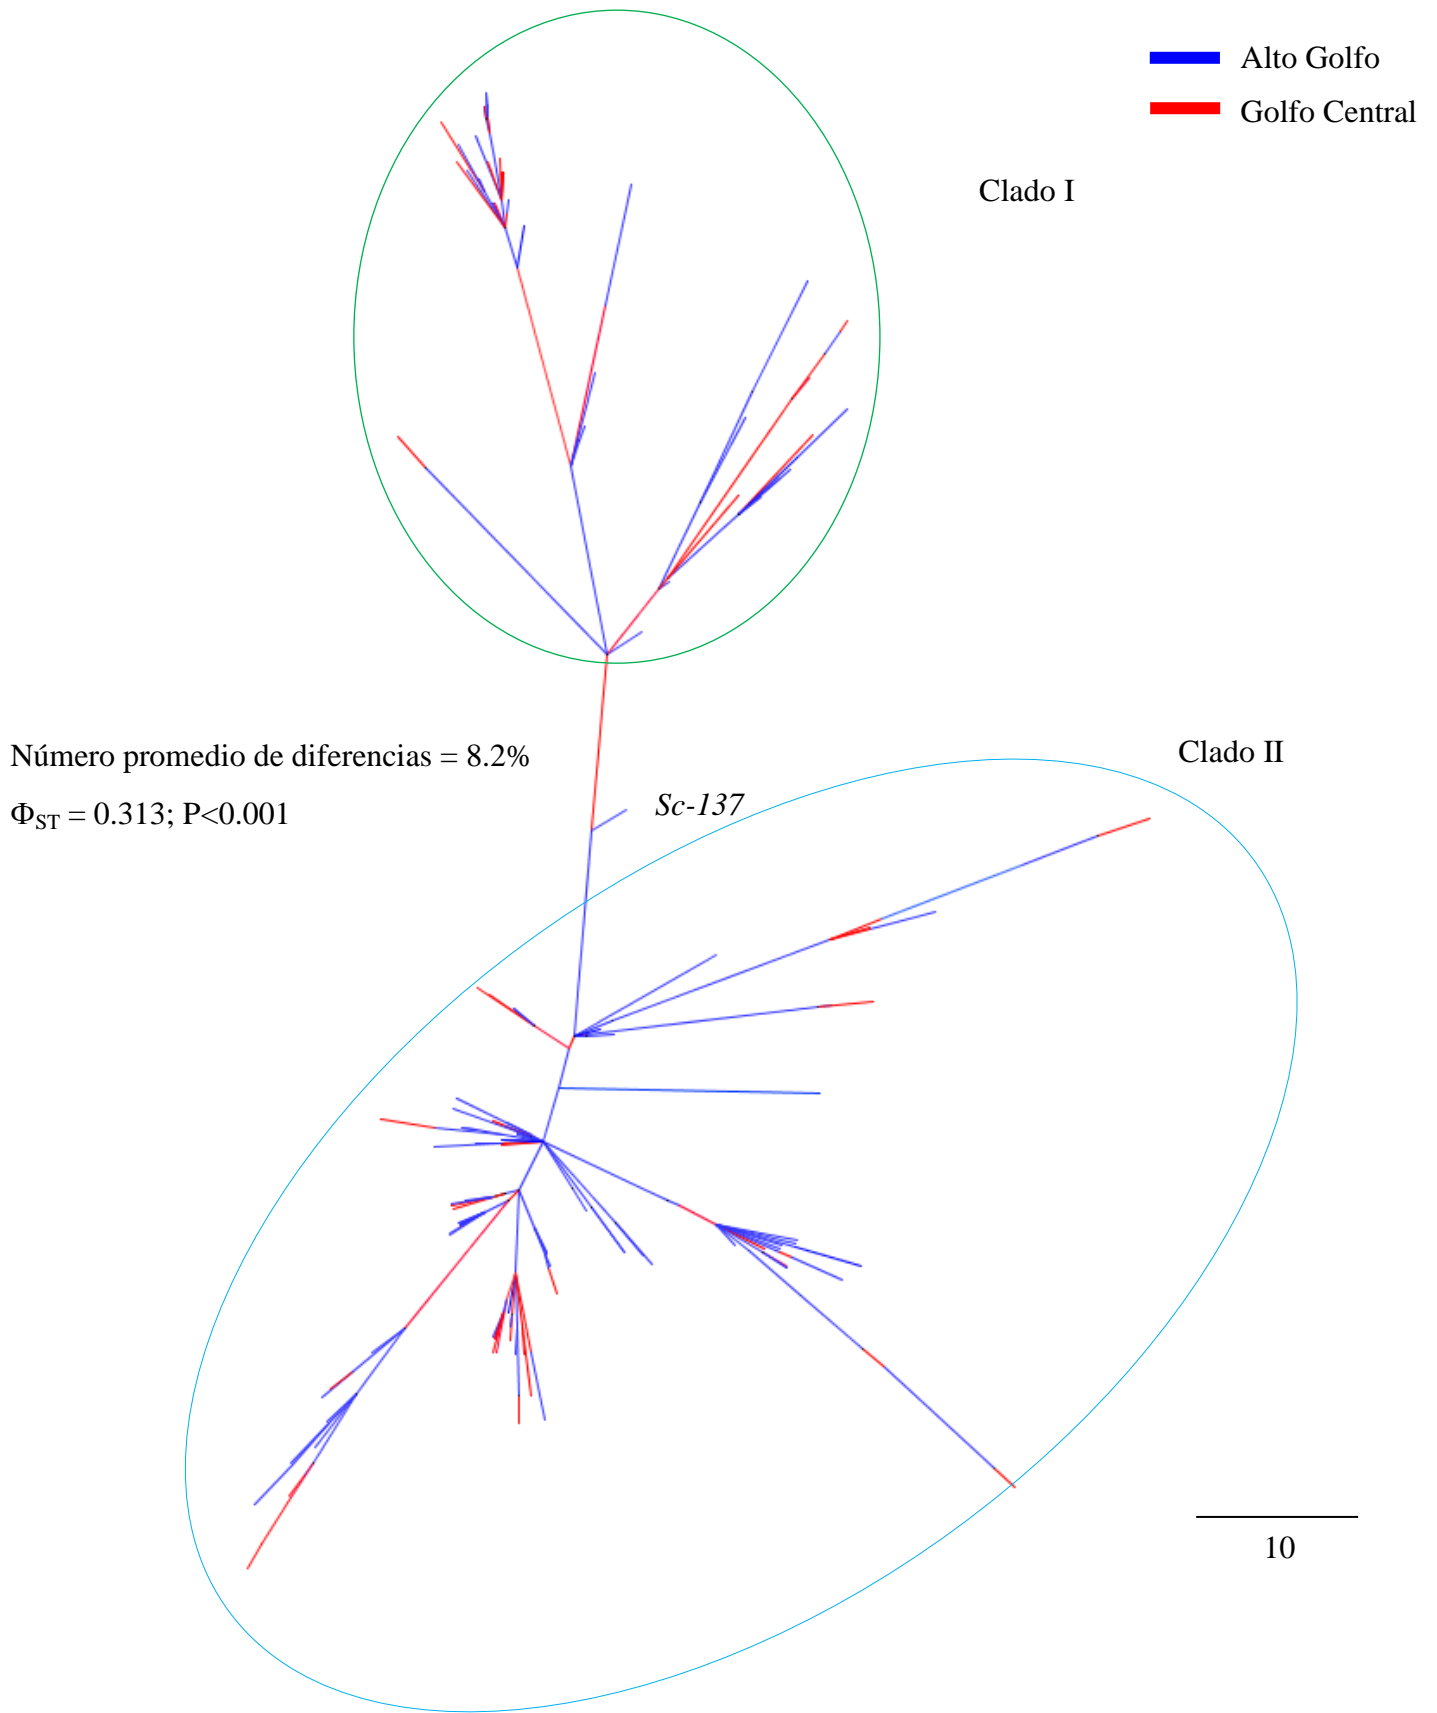 Alto Golfo
Golfo Central
Clado I
Número promedio de diferencias = 8.2%
Clado II
ΦST = 0.313; P<0.001
Sc-137
10